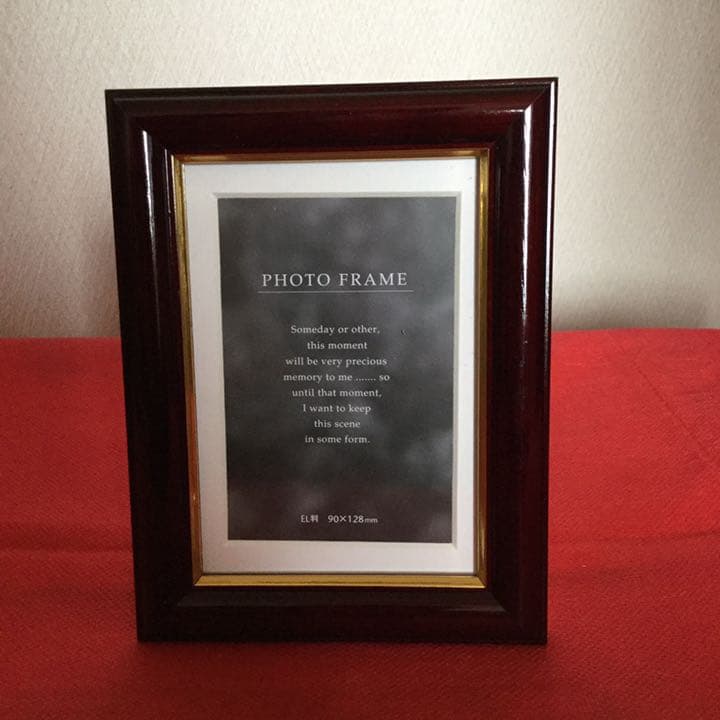 PHOTO FRAME
Someday or other,
this moment
will be very precious
memory to me ....... so
until that moment,
I want to keep
this scene
in some form.
EL判 90×128mm